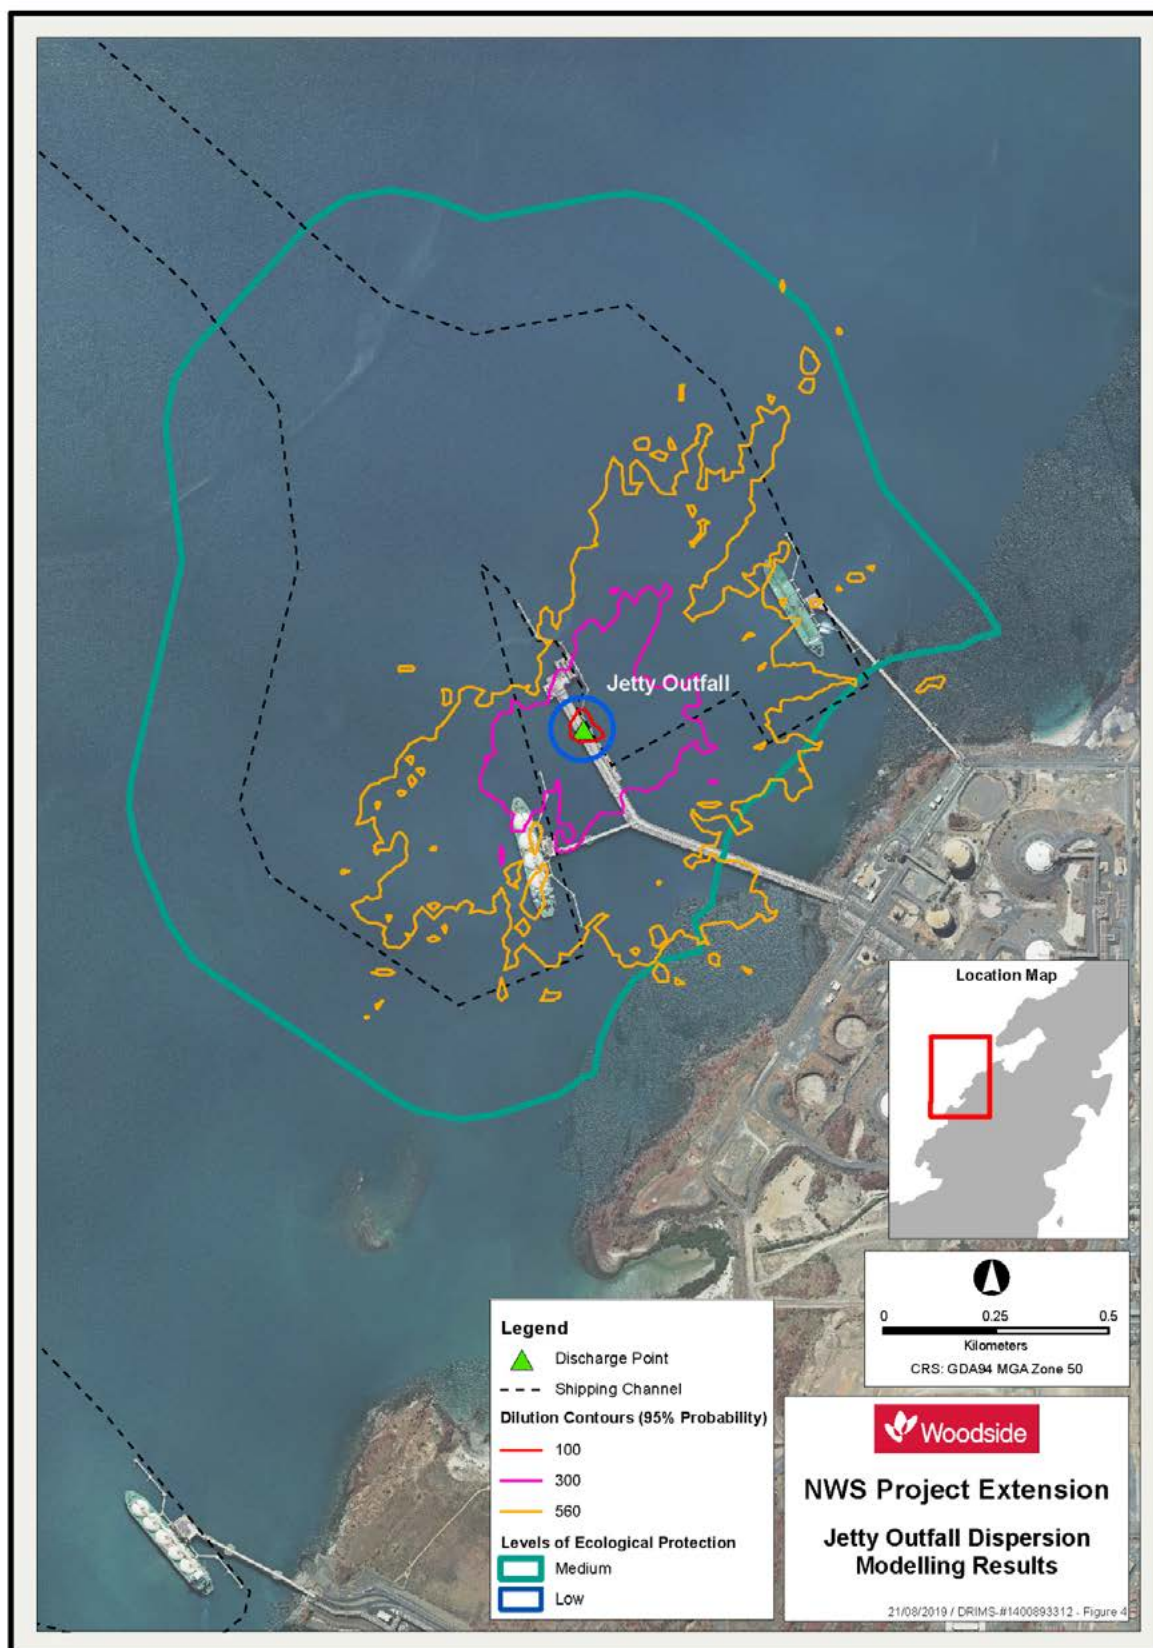 Jetty Outfall
Location Map
0 0.25 0.5
Kilometers
CRS: GDA94 MGA Zone 50
Legend
Discharge Point
Shipping Channel
Dilution Contours (95% Probability)
100
300
560
Levels of Ecological Protection
Medium
Low
Woodside
NWS Project Extension
Jetty Outfall Dispersion
Modelling Results
21/08/2019 / DRIMS-#1400893312 - Figure 4